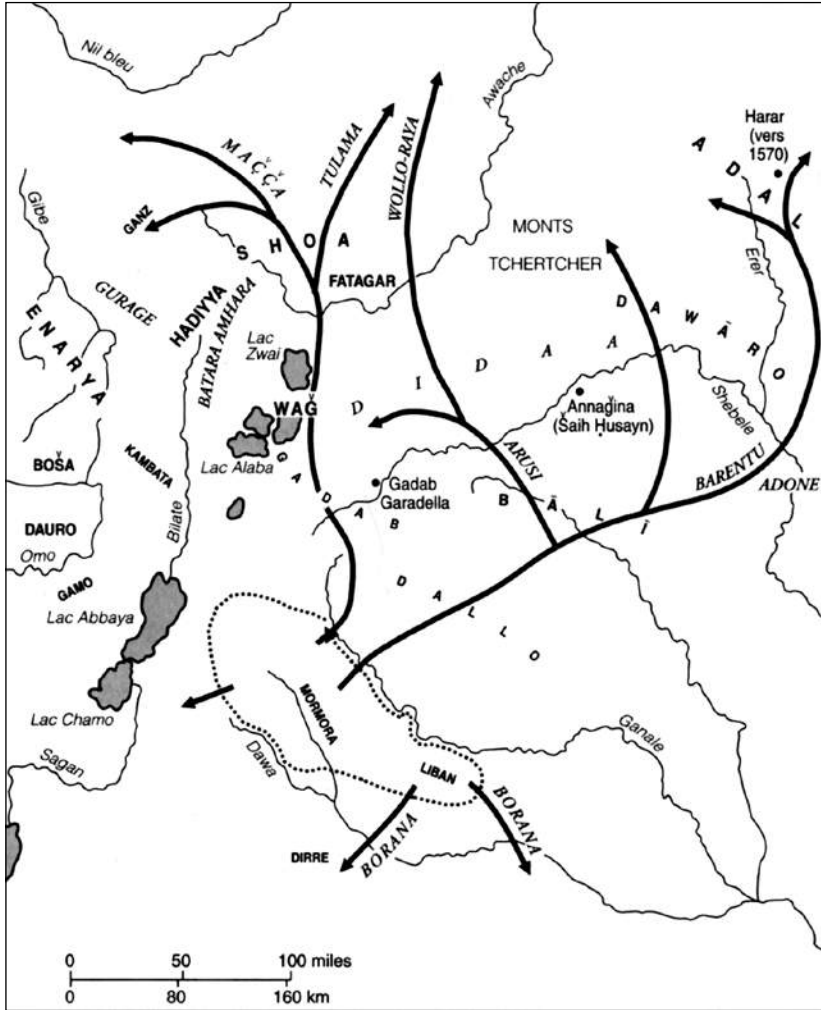 Nil bleu
Awache
Harar
(vers
1570)
ADAL
MAČČA
TULAMA
WOLLO-RAYA
Gibe
GANZ
SHOA
MONTS
TCHERTCHER
Erer
FATAGAR
GURAGE
HADIYYA
BATARA AMHARA
ENARYA
DAWĀRO
Lac
Zwai
DIDAA
WAǦ
Annaǧina
(Šaih Husayn)
Shebele
Lac Alaba
GADAB
Gadab
Garadella
ARUSI
BARENTU
ADONE
BOŠA
KAMBATA
BĀLĪ
DAURO
Omo
Bilate
GAMO
DALLO
Lac Abbaya
MORMORA
Lac Chamo
Ganale
Sagan
Dawa
LIBAN
BORANA
BORANA
DIRRE
0 50 100 miles
0 80 160 km